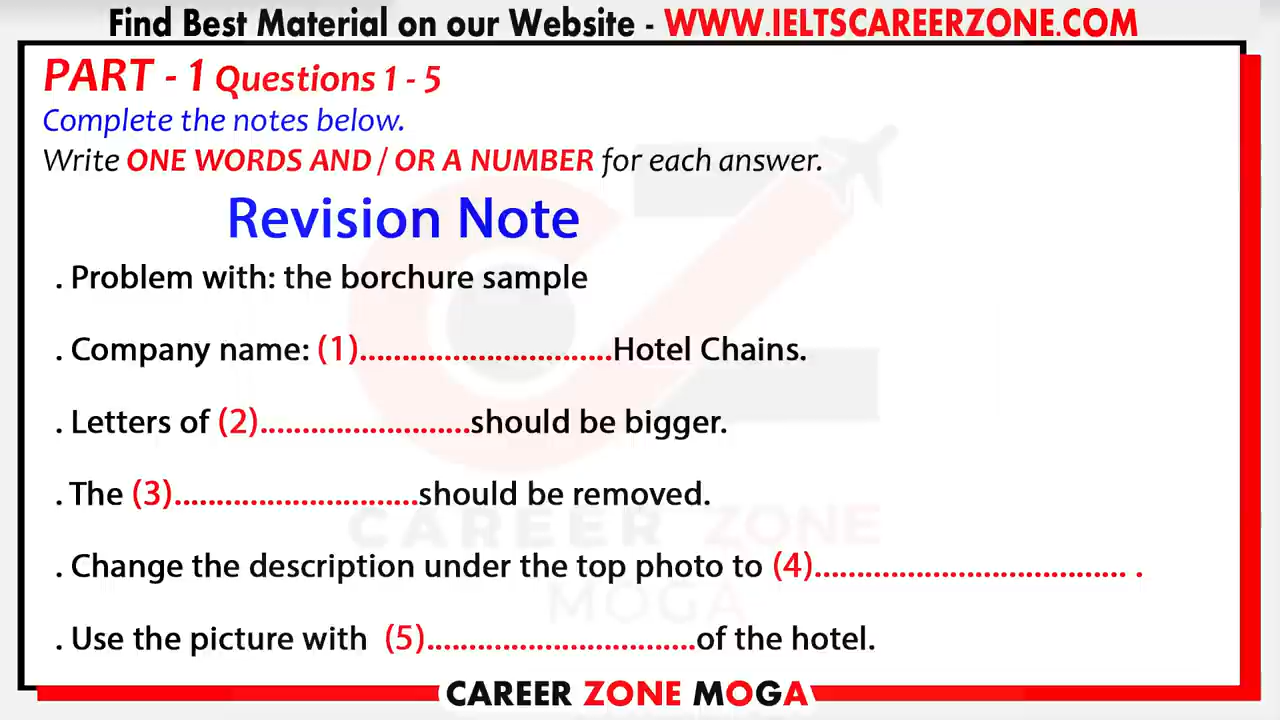 Find Best Material on our Website - WWW.IELTSCAREERZONE.COM
PART - 1 Questions 1 - 5
Complete the notes below.
Write ONE WORDS AND / OR A NUMBER for each answer.
Revision Note
. Problem with: the borchure sample
. Company name: (1)..............................Hotel Chains.
. Letters of (2).........................should be bigger.
. The (3).............................should be removed.
. Change the description under the top photo to (4)..................................... .
. Use the picture with (5)................................of the hotel.
CAREER ZONE
MOGA
CAREER ZONE MOGA